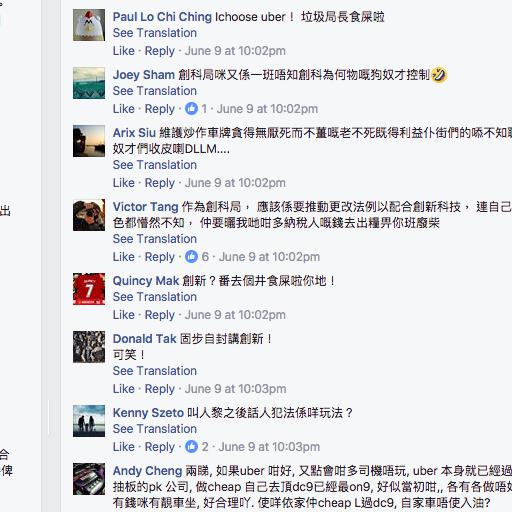 出
合
俾
Paul Lo Chi Ching Ichoose uber！ 垃圾局長食屎啦
See Translation
Like · Reply · June 9 at 10:02pm
Joey Sham 創科局咪又係一班唔知創科為何物嘅狗奴才控制🤣
See Translation
Like · Reply · 1 · June 9 at 10:02pm
Arix Siu 維護炒作車牌貪得無厭死而不薑嘅老不死既得利益仆街們的嗦不知
奴才們收皮喇DLLM....
See Translation
Like · Reply · June 9 at 10:02pm
Victor Tang 作為創科局， 應該係要推動更改法例以配合創新科技， 連自己
色都懵然不知， 仲要曬我哋咁多納稅人嘅錢去出糧畀你班廢柴
See Translation
Like · Reply · 6 · June 9 at 10:02pm
Quincy Mak 創新？番去個井食屎啦你地！
See Translation
Like · Reply · June 9 at 10:02pm
Donald Tak 固步自封講創新！
可笑！
See Translation
Like · Reply · June 9 at 10:03pm
Kenny Szeto 叫人黎之後話人犯法係咩玩法？
See Translation
Like · Reply · 2 · June 9 at 10:03pm
Andy Cheng 兩睇, 如果uber 咁好, 又點會咁多司機唔玩, uber 本身就已經過
抽板的pk 公司, 做cheap 自己去頂dc9已經最on9, 好似當初咁,, 各有各做唔
有錢咪有靚車坐, 好合理吖. 使咩依家仲cheap L過dc9, 自家車唔使入油?
7